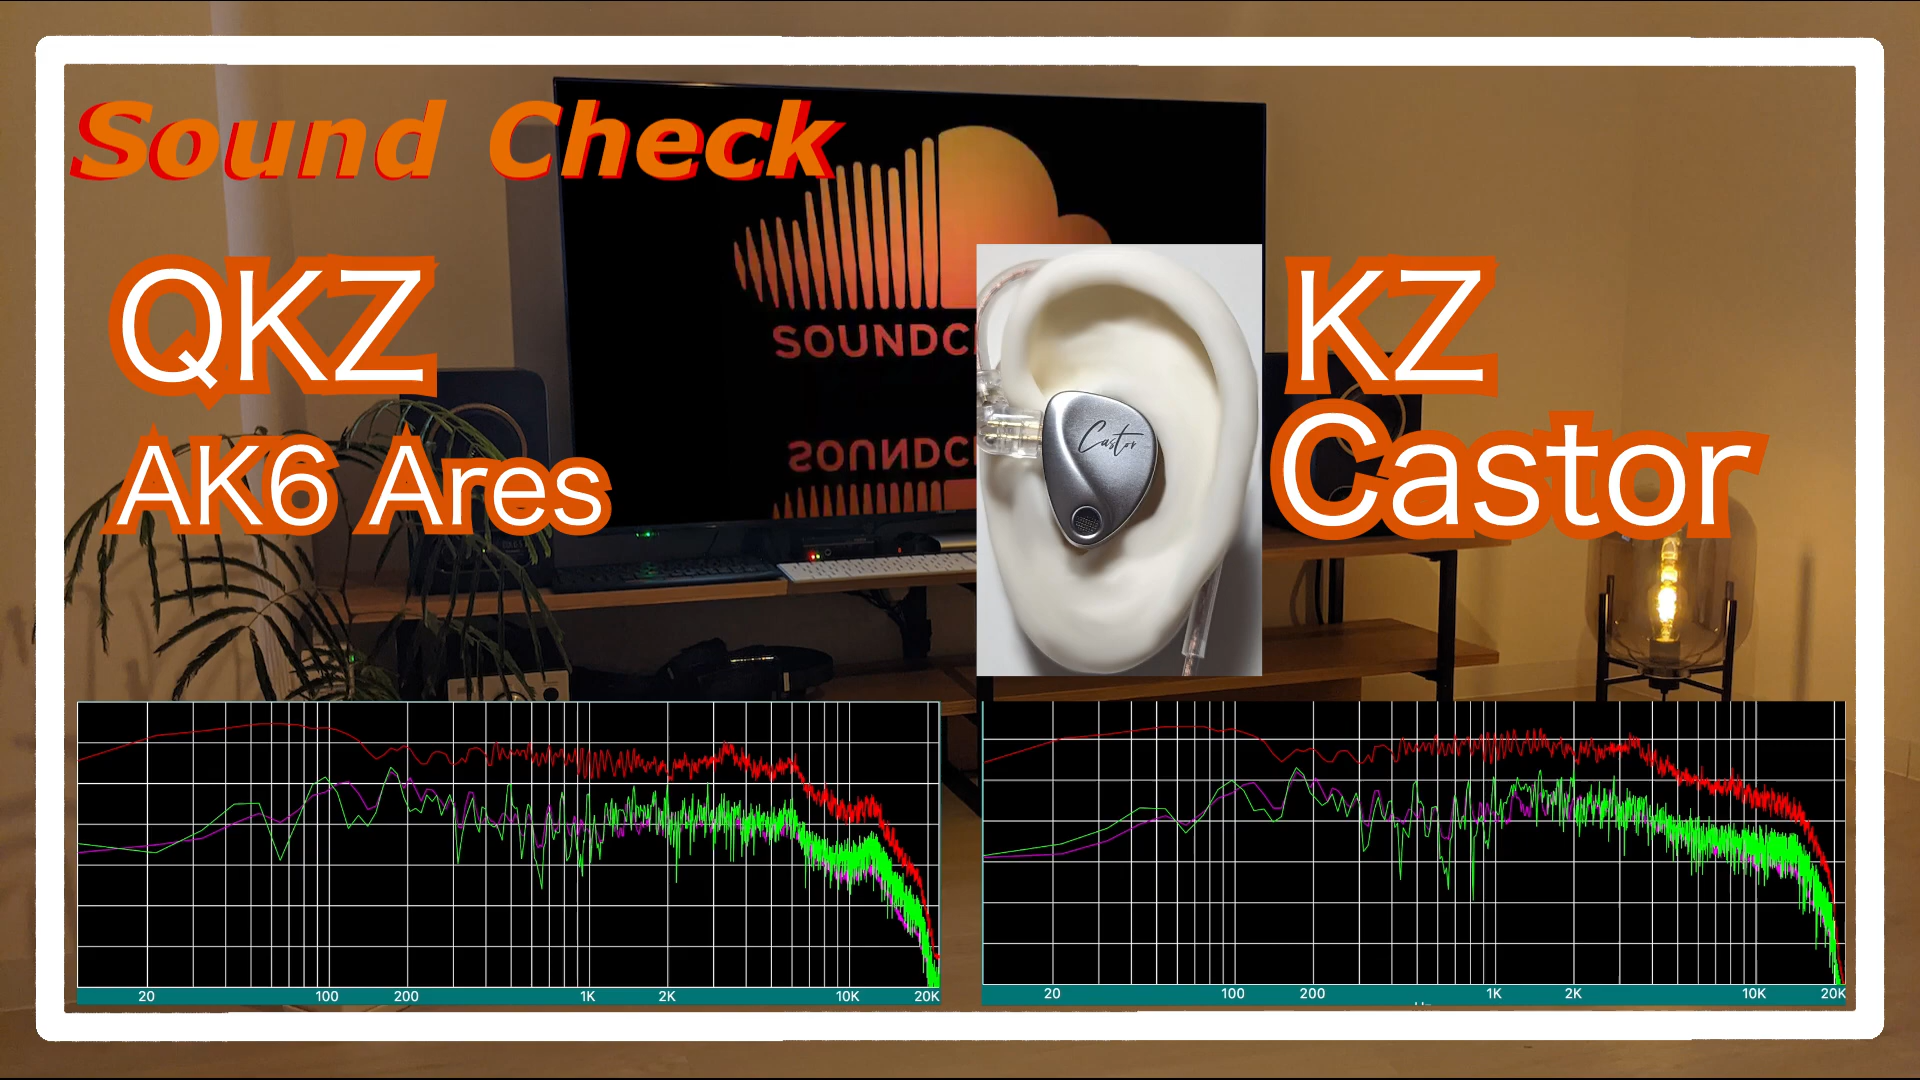 Sound Check
QKZ
AK6 Ares
SOUNDC
SOUNDC
KZ
Castor
Castor
20 100 200 1K 2K 10K 20K
20 100 200 1K 2K 10K 20K